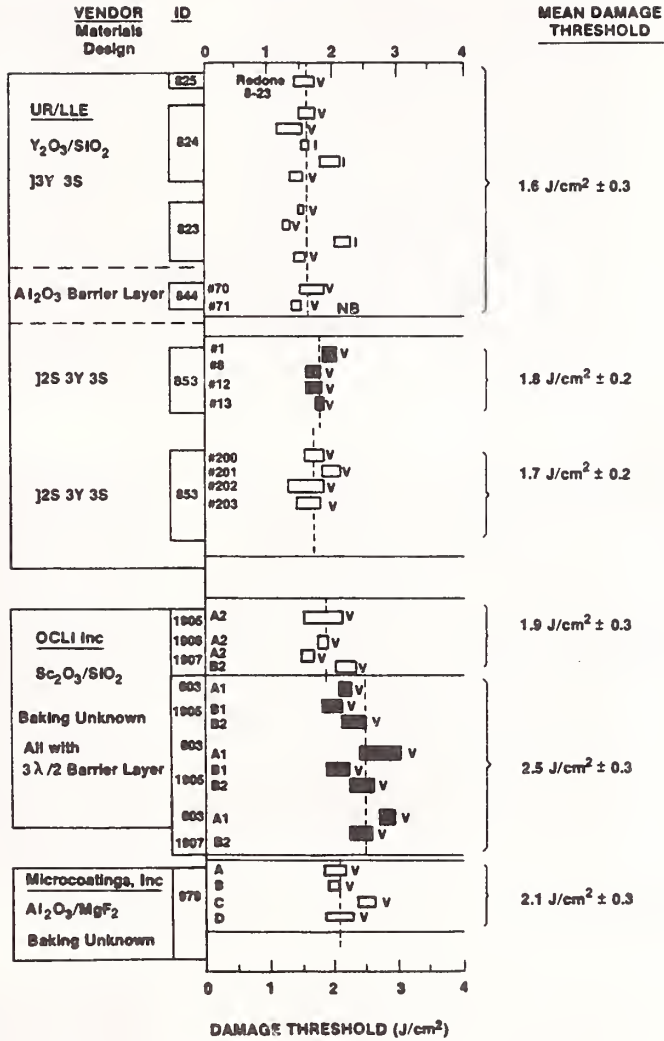 VENDOR ID MEAN DAMAGE
Materials THRESHOLD
Design
0 1 2 3 4
825 Redone V
8-23
UR/LLE
Y₂O₃/SiO₂
]3Y 3S
824 V
V
I
I
V
1.6 J/cm² ± 0.3
823 V
V
I
V
Al₂O₃ Barrier Layer 844 #70 V
#71 V NB
]2S 3Y 3S 853 #1 V
#8 V
#12 V
#13 V
1.8 J/cm² ± 0.2
]2S 3Y 3S 853 #200 V
#201 V
#202 V
#203 V
1.7 J/cm² ± 0.2
OCLI Inc
Sc₂O₃/SiO₂
Baking Unknown
All with
3λ/2 Barrier Layer
1905 A2 V
1906 A2 V
1907 A2 V
B2 V
1.9 J/cm² ± 0.3
603 A1 V
1905 B1 V
B2 V
603 A1 V
B1 V
1905 B2 V
603 A1 V
1907 B2 V
2.5 J/cm² ± 0.3
Microcoatings, Inc
Al₂O₃/MgF₂
Baking Unknown
A V
B V
C V
D V
2.1 J/cm² ± 0.3
0 1 2 3 4
DAMAGE THRESHOLD (J/cm²)